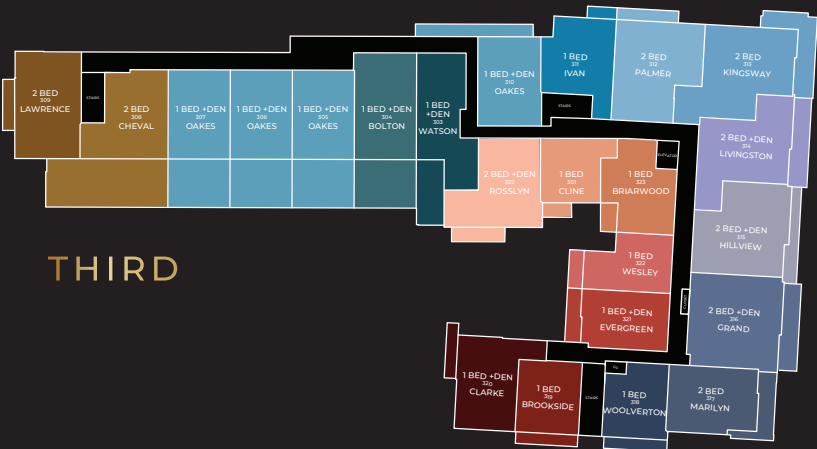 2 BED
309
LAWRENCE
STAIRS
2 BED
308
CHEVAL
1 BED +DEN
307
OAKES
1 BED +DEN
306
OAKES
1 BED +DEN
305
OAKES
1 BED +DEN
304
BOLTON
1 BED
+DEN
303
WATSON
1 BED +DEN
310
OAKES
1 BED
311
IVAN
STAIRS
2 BED
312
PALMER
2 BED
313
KINGSWAY
2 BED +DEN
314
LIVINGSTON
2 BED +DEN
ROSSLYN
1 BED
301
CLINE
ELEVATOR
1 BED
323
BRIARWOOD
2 BED +DEN
315
HILLVIEW
1 BED
322
WESLEY
1 BED +DEN
321
EVERGREEN
2 BED +DEN
316
GRAND
THIRD
1 BED +DEN
320
CLARKE
1 BED
319
BROOKSIDE
STAIRS
1 BED
318
WOOLVERTON
2 BED
317
MARILYN